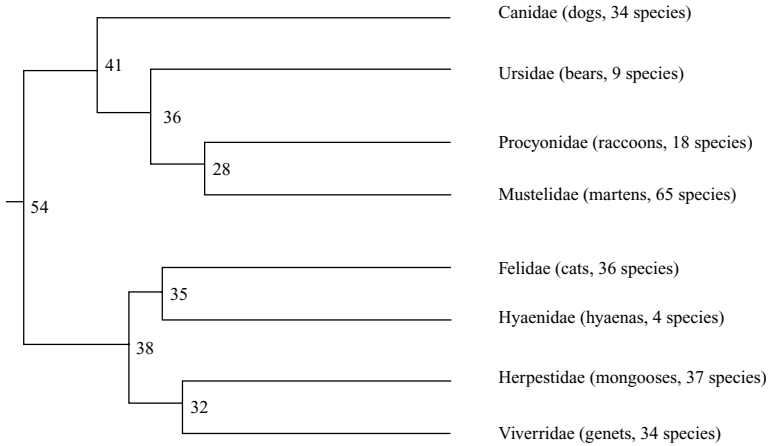 Canidae (dogs, 34 species)
41
Ursidae (bears, 9 species)
36
Procyonidae (raccoons, 18 species)
28
Mustelidae (martens, 65 species)
54
Felidae (cats, 36 species)
35
Hyaenidae (hyaenas, 4 species)
38
Herpestidae (mongooses, 37 species)
32
Viverridae (genets, 34 species)